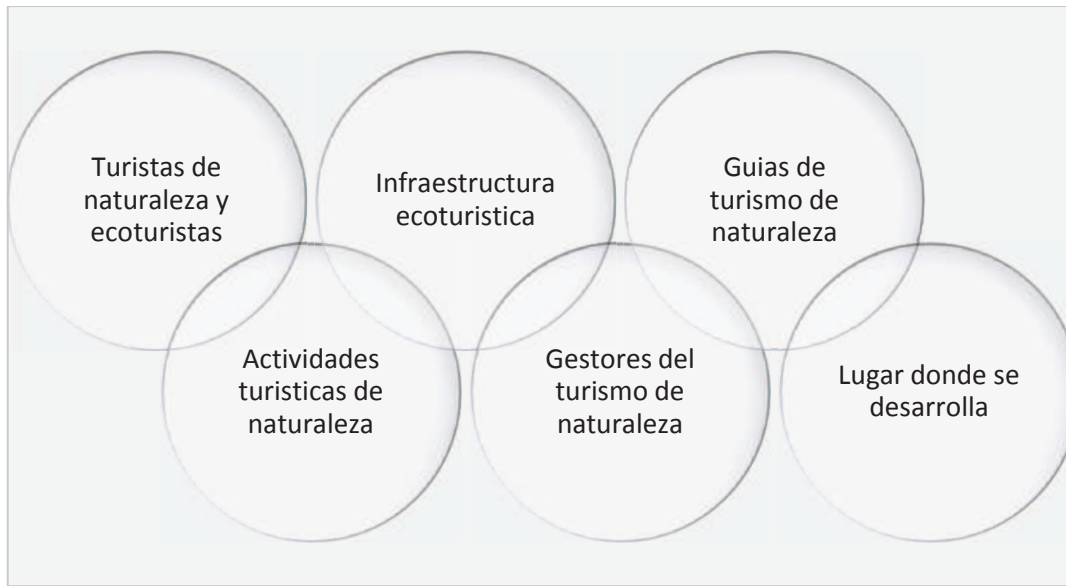 Turistas de
naturaleza y
ecoturistas
Infraestructura
ecoturistica
Guias de
turismo de
naturaleza
Actividades
turisticas de
naturaleza
Gestores del
turismo de
naturaleza
Lugar donde se
desarrolla